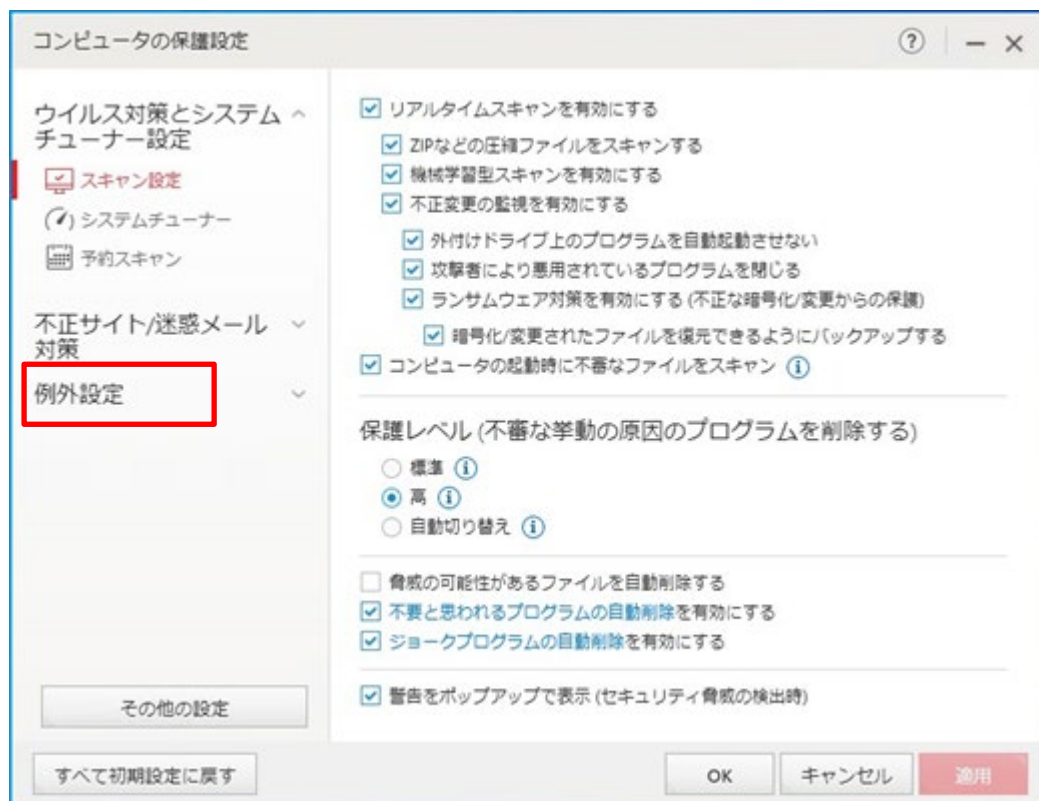 コンピュータの保護設定
ウイルス対策とシステム
チューナー設定
スキャン設定
システムチューナー
予約スキャン
不正サイト/迷惑メール
対策
例外設定
その他の設定
すべて初期設定に戻す
リアルタイムスキャンを有効にする
ZIPなどの圧縮ファイルをスキャンする
機械学習型スキャンを有効にする
不正変更の監視を有効にする
外付けドライブ上のプログラムを自動起動させない
攻撃者により悪用されているプログラムを閉じる
ランサムウェア対策を有効にする (不正な暗号化/変更からの保護)
暗号化/変更されたファイルを復元できるようにバックアップする
コンピュータの起動時に不審なファイルをスキャン
保護レベル (不審な挙動の原因のプログラムを削除する)
標準
高
自動切り替え
脅威の可能性があるファイルを自動削除する
不要と思われるプログラムの自動削除を有効にする
ジョークプログラムの自動削除を有効にする
警告をポップアップで表示 (セキュリティ脅威の検出時)
OK
キャンセル
適用